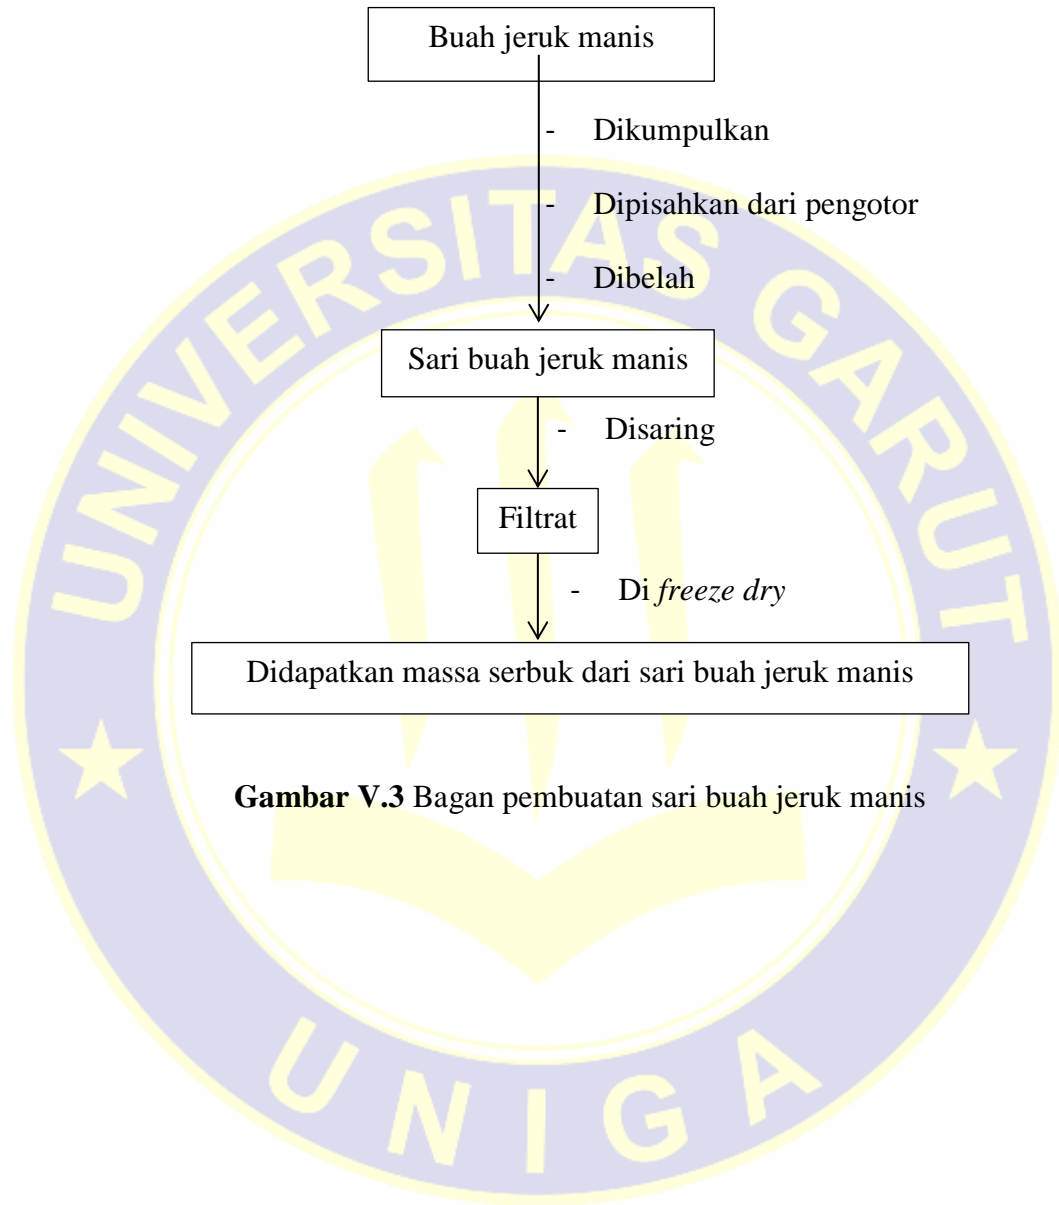 Buah jeruk manis
- Dikumpulkan
- Dipisahkan dari pengotor
- Dibelah
Sari buah jeruk manis
- Disaring
Filtrat
- Di freeze dry
Didapatkan massa serbuk dari sari buah jeruk manis
Gambar V.3 Bagan pembuatan sari buah jeruk manis
UNIVERSITAS GARUT
UNIGA